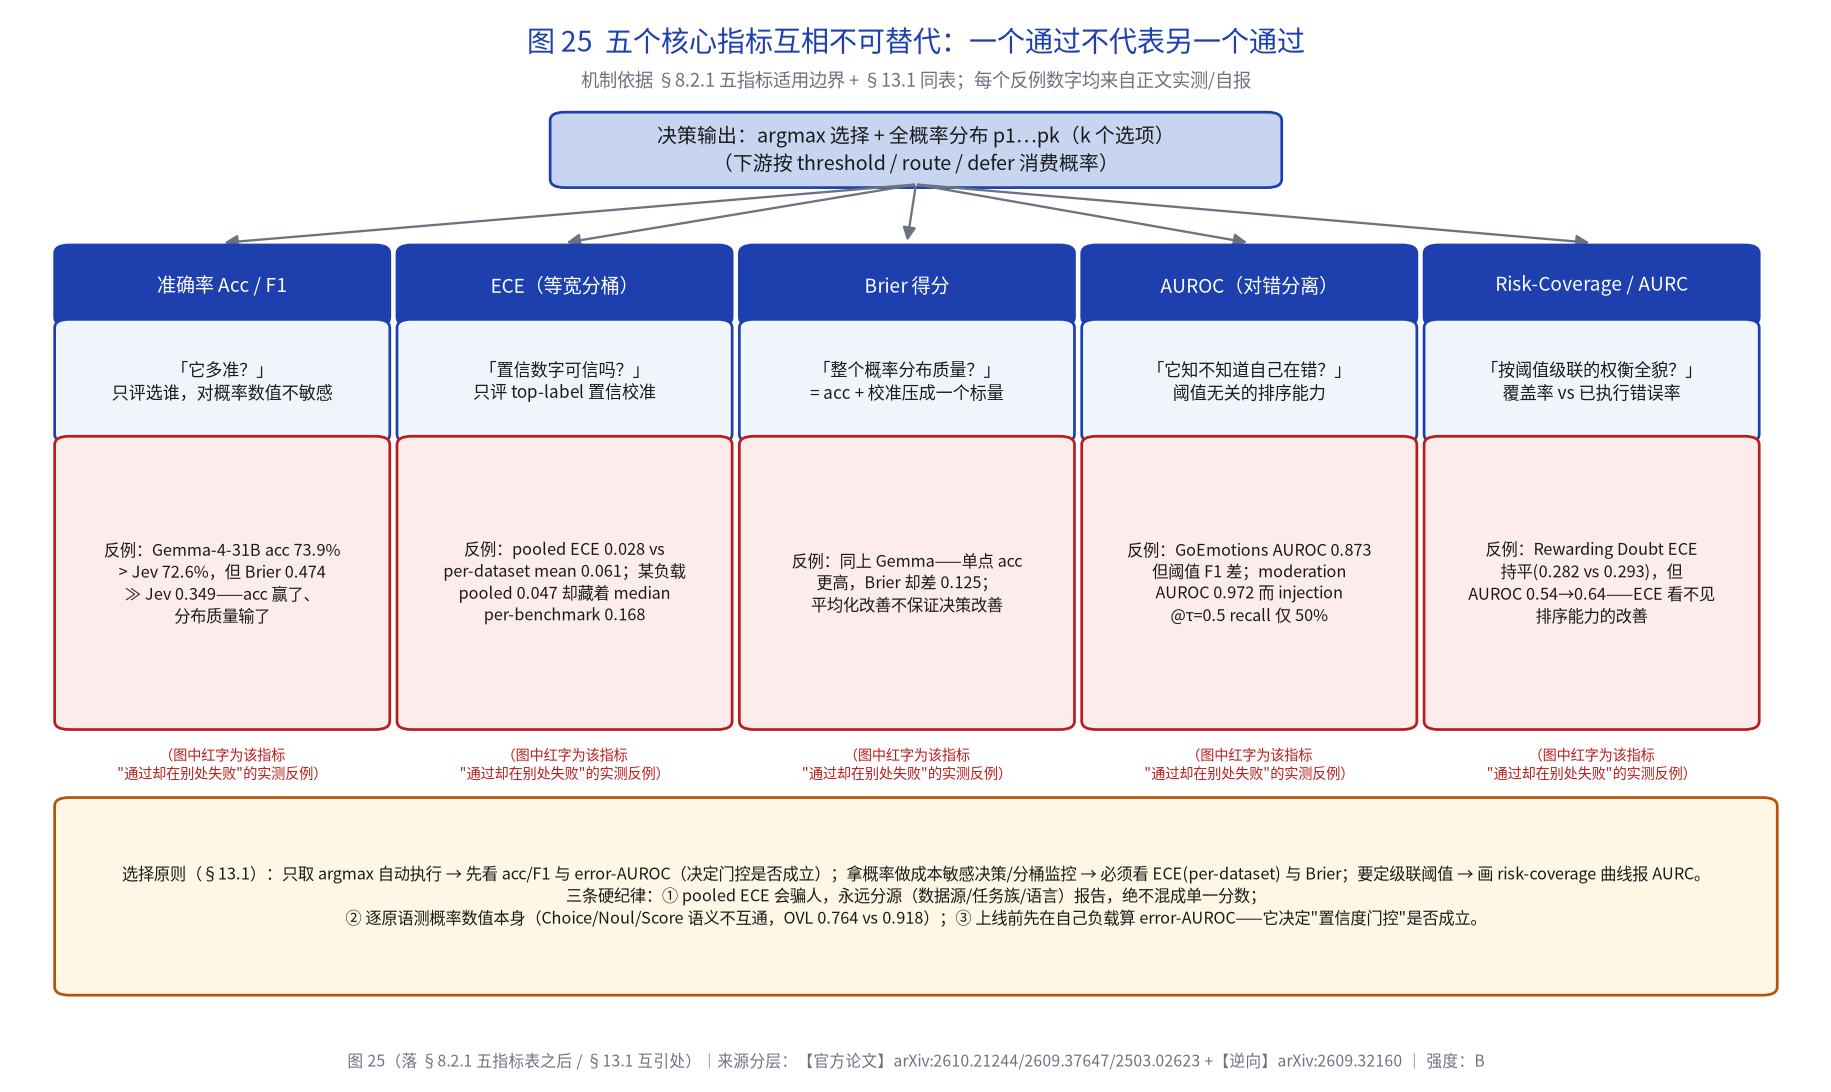 图 25 五个核心指标互相不可替代：一个通过不代表另一个通过
机制依据 §8.2.1 五指标适用边界 + §13.1 同表；每个反例数字均来自正文实测/自报
决策输出：argmax 选择 + 全概率分布 p1…pk（k 个选项）
（下游按 threshold / route / defer 消费概率）
准确率 Acc / F1
「它多准？」
只评选谁，对概率数值不敏感
反例：Gemma-4-31B acc 73.9%
> Jev 72.6%，但 Brier 0.474
≫ Jev 0.349——acc 赢了、
分布质量输了
（图中红字为该指标
"通过却在别处失败"的实测反例）
ECE（等宽分桶）
「置信数字可信吗？」
只评 top-label 置信校准
反例：pooled ECE 0.028 vs
per-dataset mean 0.061；某负载
pooled 0.047 却藏着 median
per-benchmark 0.168
（图中红字为该指标
"通过却在别处失败"的实测反例）
Brier 得分
「整个概率分布质量？」
= acc + 校准压成一个标量
反例：同上 Gemma——单点 acc
更高，Brier 却差 0.125；
平均化改善不保证决策改善
（图中红字为该指标
"通过却在别处失败"的实测反例）
AUROC（对错分离）
「它知不知道自己在错？」
阈值无关的排序能力
反例：GoEmotions AUROC 0.873
但阈值 F1 差；moderation
AUROC 0.972 而 injection
@τ=0.5 recall 仅 50%
（图中红字为该指标
"通过却在别处失败"的实测反例）
Risk-Coverage / AURC
「按阈值级联的权衡全貌？」
覆盖率 vs 已执行错误率
反例：Rewarding Doubt ECE
持平(0.282 vs 0.293)，但
AUROC 0.54→0.64——ECE 看不见
排序能力的改善
（图中红字为该指标
"通过却在别处失败"的实测反例）
选择原则（§13.1）：只取 argmax 自动执行 → 先看 acc/F1 与 error-AUROC（决定门控是否成立）；拿概率做成本敏感决策/分桶监控 → 必须看 ECE(per-dataset) 与 Brier；要定级联阈值 → 画 risk-coverage 曲线报 AURC。
三条硬纪律：① pooled ECE 会骗人，永远分源（数据源/任务族/语言）报告，绝不混成单一分数；
② 逐原语测概率数值本身（Choice/Noul/Score 语义不互通，OVL 0.764 vs 0.918）；③ 上线前先在自己负载算 error-AUROC——它决定"置信度门控"是否成立。
图 25（落 §8.2.1 五指标表之后 / §13.1 互引处）｜来源分层：【官方论文】arXiv:2610.21244/2609.37647/2503.02623 +【逆向】arXiv:2609.32160 ｜ 强度：B